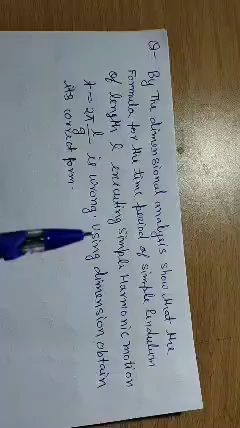 Q- By The dimensional analysis show that the
Formula for the time period of simple Pendulum
of length l executing simple Harmonic motion
t = 2π l/g is wrong. Using dimension obtain
its correct form.